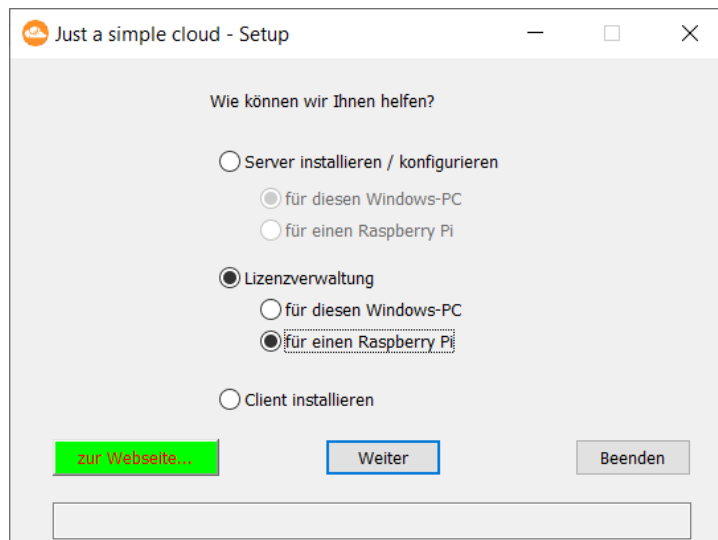 Just a simple cloud - Setup
Wie können wir Ihnen helfen?
Server installieren / konfigurieren
für diesen Windows-PC
für einen Raspberry Pi
Lizenzverwaltung
für diesen Windows-PC
für einen Raspberry Pi
Client installieren
zur Webseite... Weiter Beenden